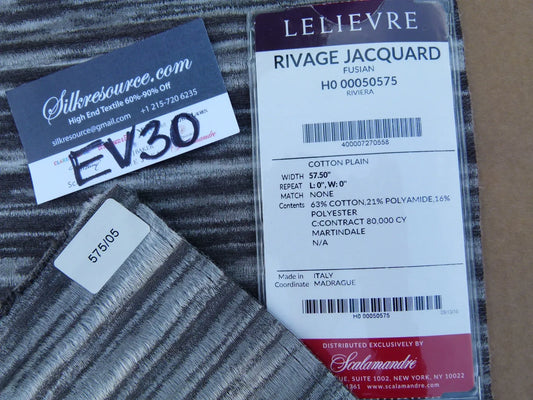 LELIEVRE
RIVAGE JACQUARD
FUSIAN
H0 00050575
RIVIERA
400007270558
COTTON PLAIN
WIDTH 57.50"
REPEAT L: 0", W: 0"
MATCH NONE
Contents 63% COTTON,21% POLYAMIDE,16%
POLYESTER
C:CONTRACT 80,000 CY
MARTINDALE
N/A
Made in ITALY
Coordinate MADRAGUE
H0 00050575
DISTRIBUTED EXCLUSIVELY BY
Scalamandré
UE, SUITE 1002, NEW YORK, NY 10022
1361 www.scalamandre.com
Silkresource.com
High End Textile 60%-90% Off
silkresource@gmail.com +1 215-720 6235
EV30
575/05